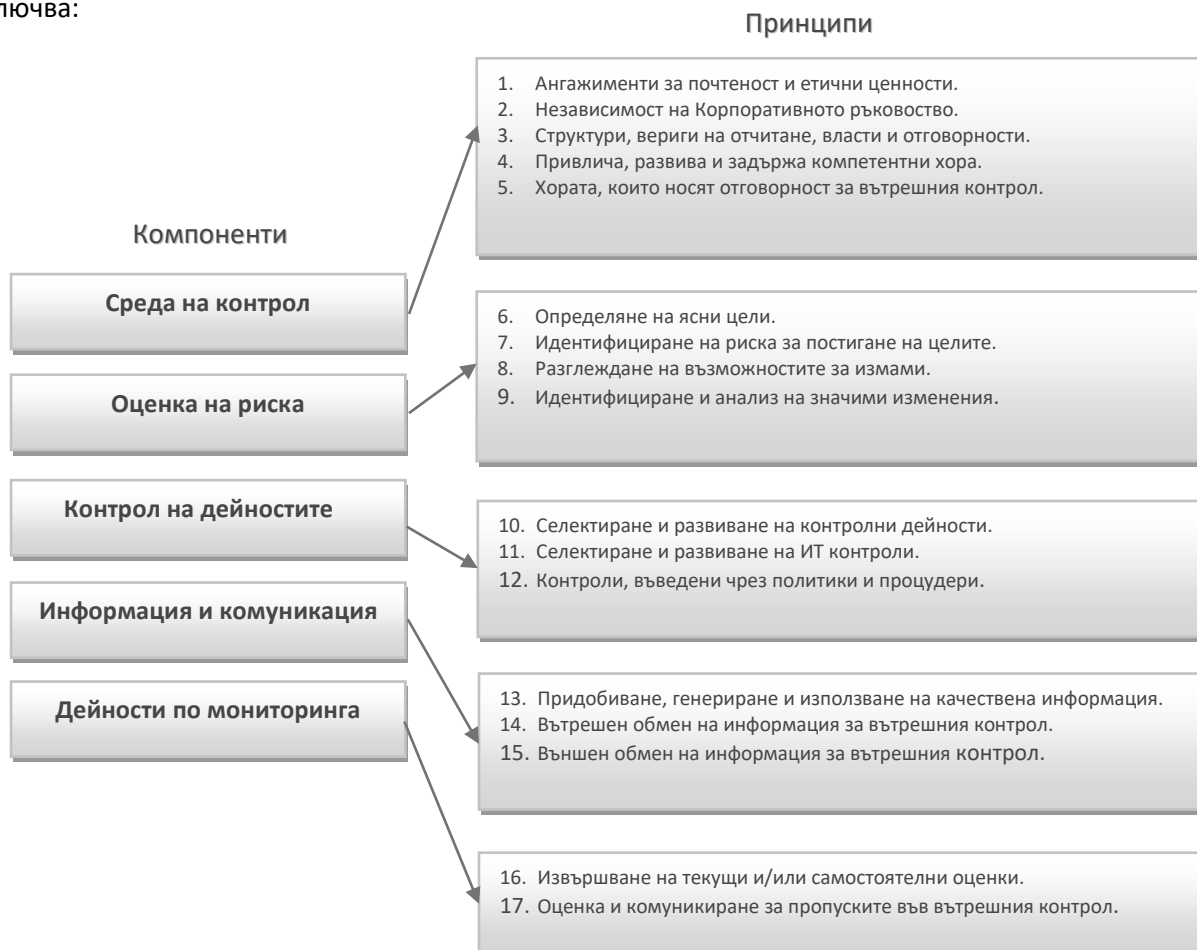 лючва:
Принципи
1. Ангажименти за почтеност и етични ценности.
2. Независимост на Корпоративното ръковоство.
3. Структури, вериги на отчитане, власти и отговорности.
4. Привлича, развива и задържа компетентни хора.
5. Хората, които носят отговорност за вътрешния контрол.
Компоненти
Среда на контрол
Оценка на риска
Контрол на дейностите
Информация и комуникация
Дейности по мониторинга
6. Определяне на ясни цели.
7. Идентифициране на риска за постигане на целите.
8. Разглеждане на възможностите за измами.
9. Идентифициране и анализ на значими изменения.
10. Селектиране и развиване на контролни дейности.
11. Селектиране и развиване на ИТ контроли.
12. Контроли, въведени чрез политики и процудери.
13. Придобиване, генериране и използване на качествена информация.
14. Вътрешен обмен на информация за вътрешния контрол.
15. Външен обмен на информация за вътрешния контрол.
16. Извършване на текущи и/или самостоятелни оценки.
17. Оценка и комуникиране за пропуските във вътрешния контрол.